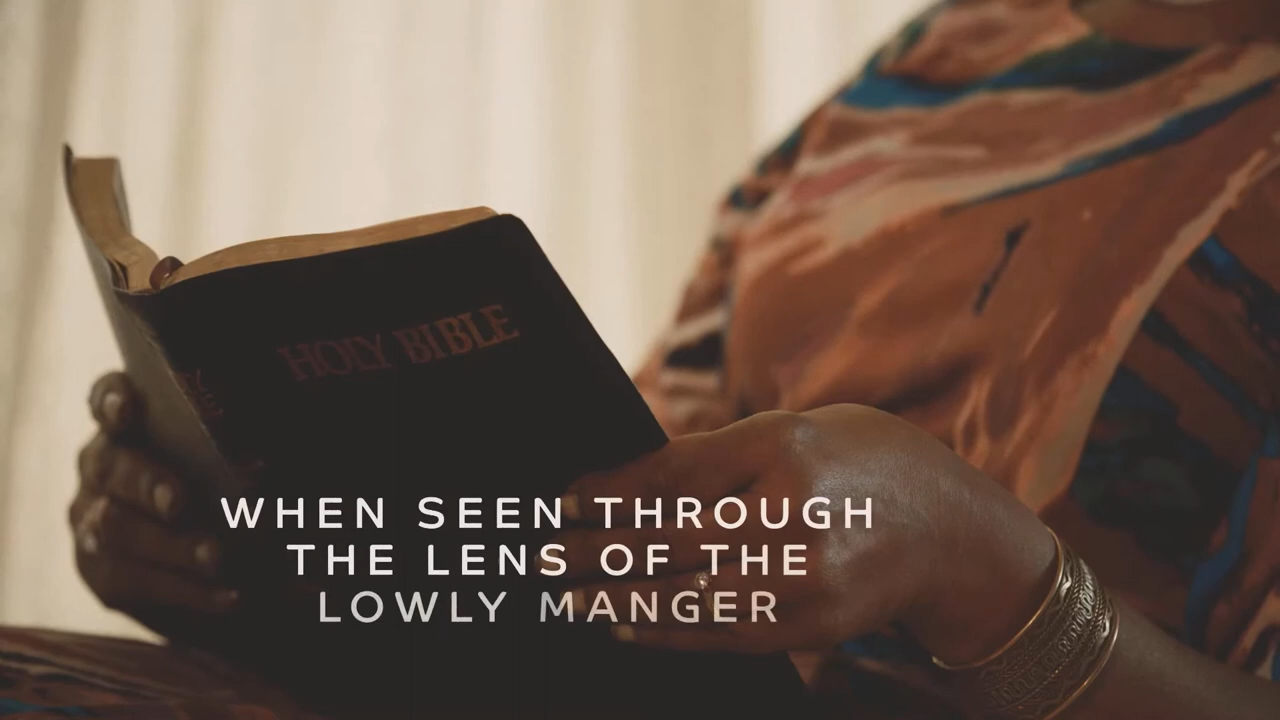 HOLY BIBLE
WHEN SEEN THROUGH
THE LENS OF THE
LOWLY MANGER